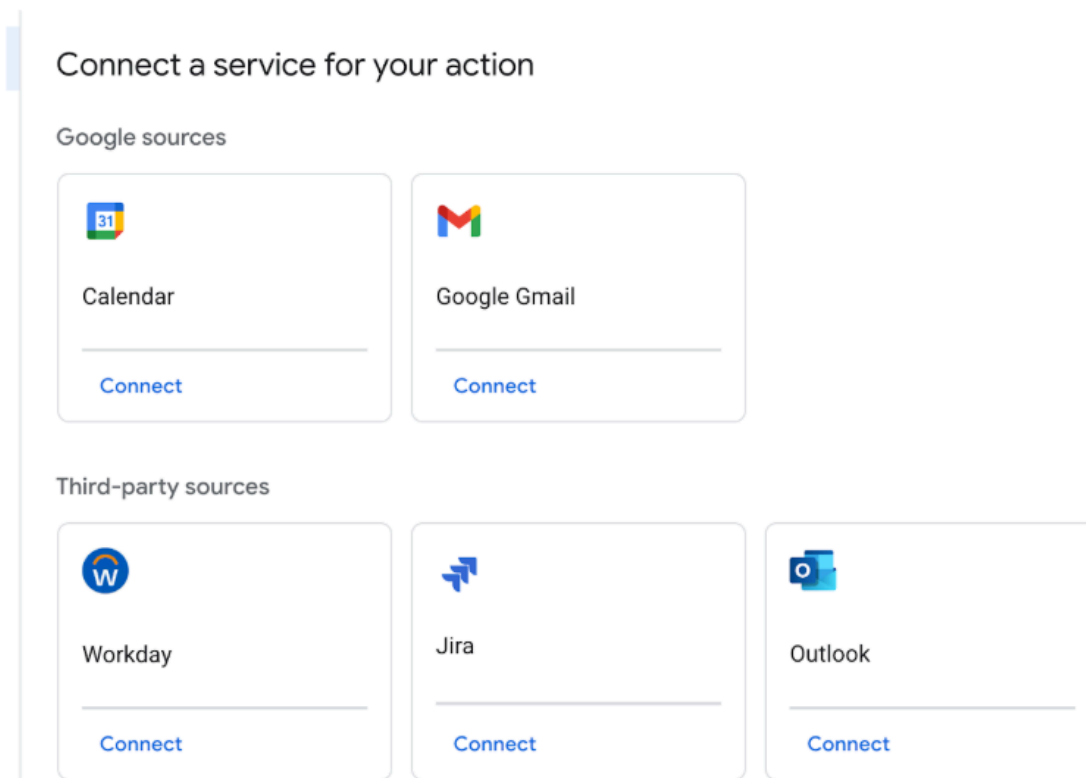 Connect a service for your action
Google sources
31
Calendar
Google Gmail
Connect
Connect
Third-party sources
W
O
Workday
Jira
Outlook
Connect
Connect
Connect